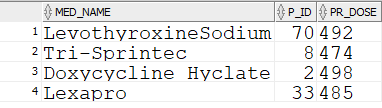 MED_NAME P_ID PR_DOSE
1 LevothyroxineSodium 70 492
2 Tri-Sprintec 8 474
3 Doxycycline Hyclate 2 498
4 Lexapro 33 485